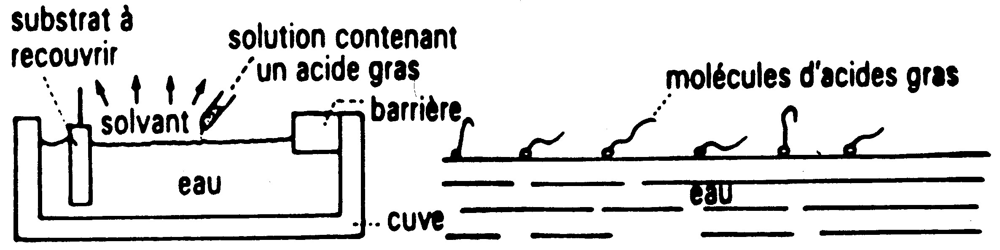 substrat à
recouvrir
solution contenant
un acide gras
solvant
barrière
eau
cuve
molécules d'acides gras
eau